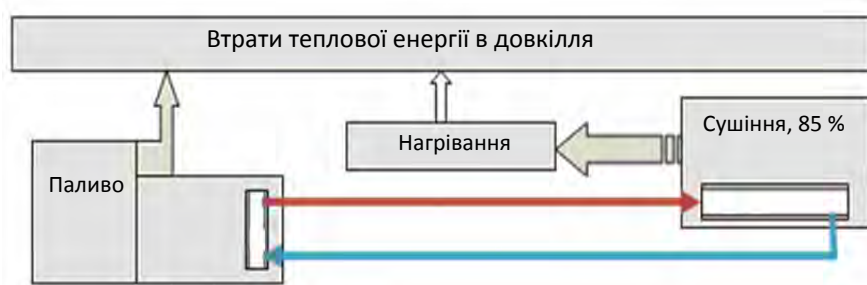 Втрати теплової енергії в довкілля
Сушіння, 85 %
Нагрівання
Паливо